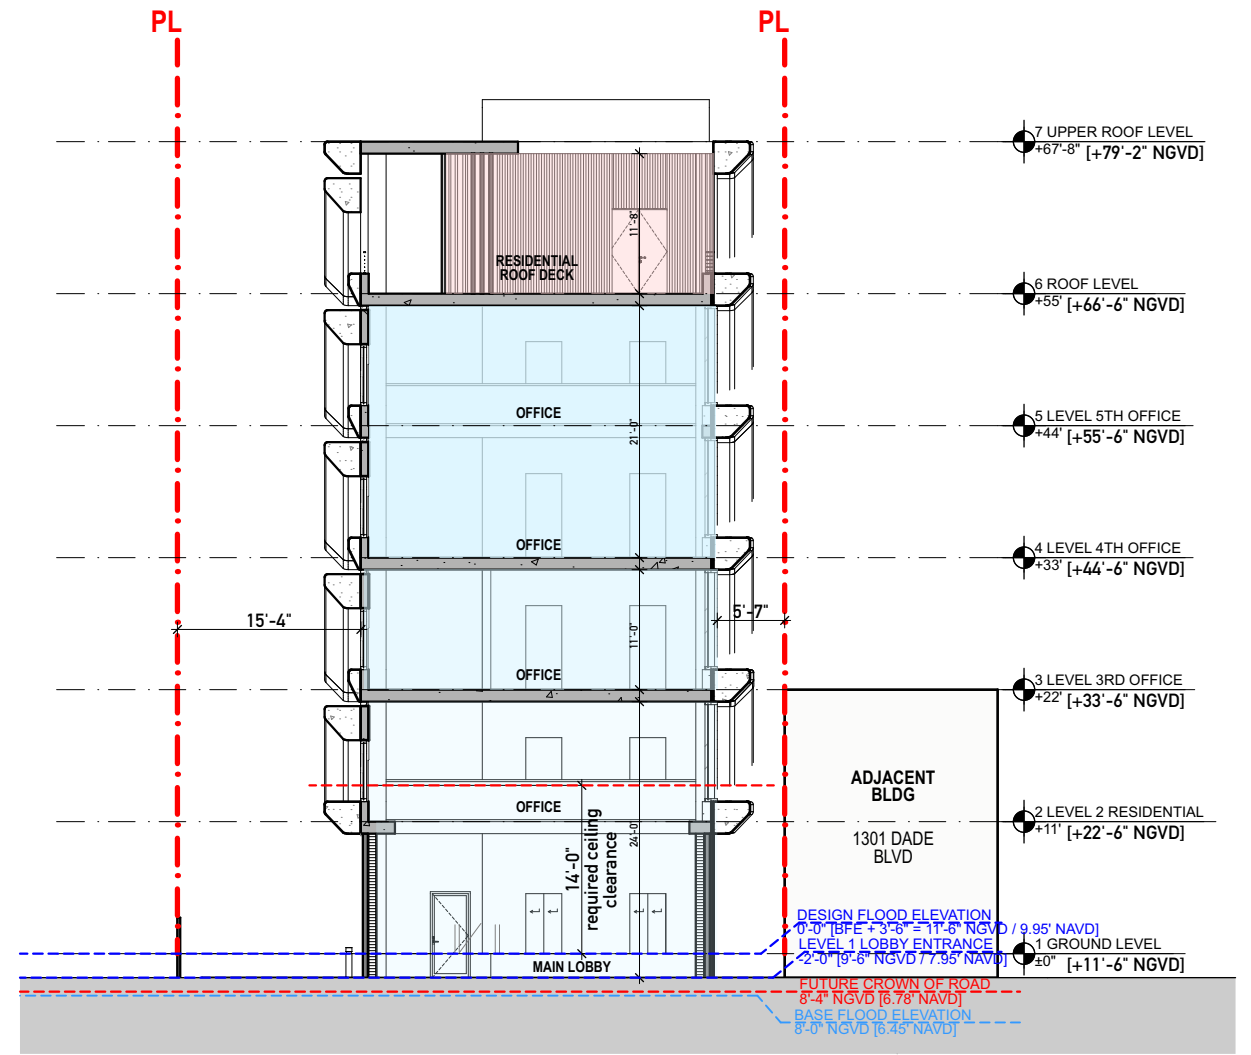 PL
PL
7 UPPER ROOF LEVEL
+67'-8" [+79'-2" NGVD]
11'-8"
RESIDENTIAL
ROOF DECK
6 ROOF LEVEL
+55' [+66'-6" NGVD]
OFFICE
5 LEVEL 5TH OFFICE
+44' [+55'-6" NGVD]
21'-0"
OFFICE
4 LEVEL 4TH OFFICE
+33' [+44'-6" NGVD]
15'-4"
5'-7"
11'-0"
OFFICE
3 LEVEL 3RD OFFICE
+22' [+33'-6" NGVD]
ADJACENT
BLDG
OFFICE
2 LEVEL 2 RESIDENTIAL
+11' [+22'-6" NGVD]
1301 DADE
BLVD
24'-0"
14'-0"
required ceiling
clearance
DESIGN FLOOD ELEVATION
0'-0" [BFE + 3'-6" = 11'-6" NGVD / 9.95' NAVD]
LEVEL 1 LOBBY ENTRANCE
-2'-0" [9'-6" NGVD / 7.95' NAVD]
1 GROUND LEVEL
±0" [+11'-6" NGVD]
MAIN LOBBY
FUTURE CROWN OF ROAD
8'-4" NGVD [6.78' NAVD]
BASE FLOOD ELEVATION
8'-0" NGVD [6.45' NAVD]